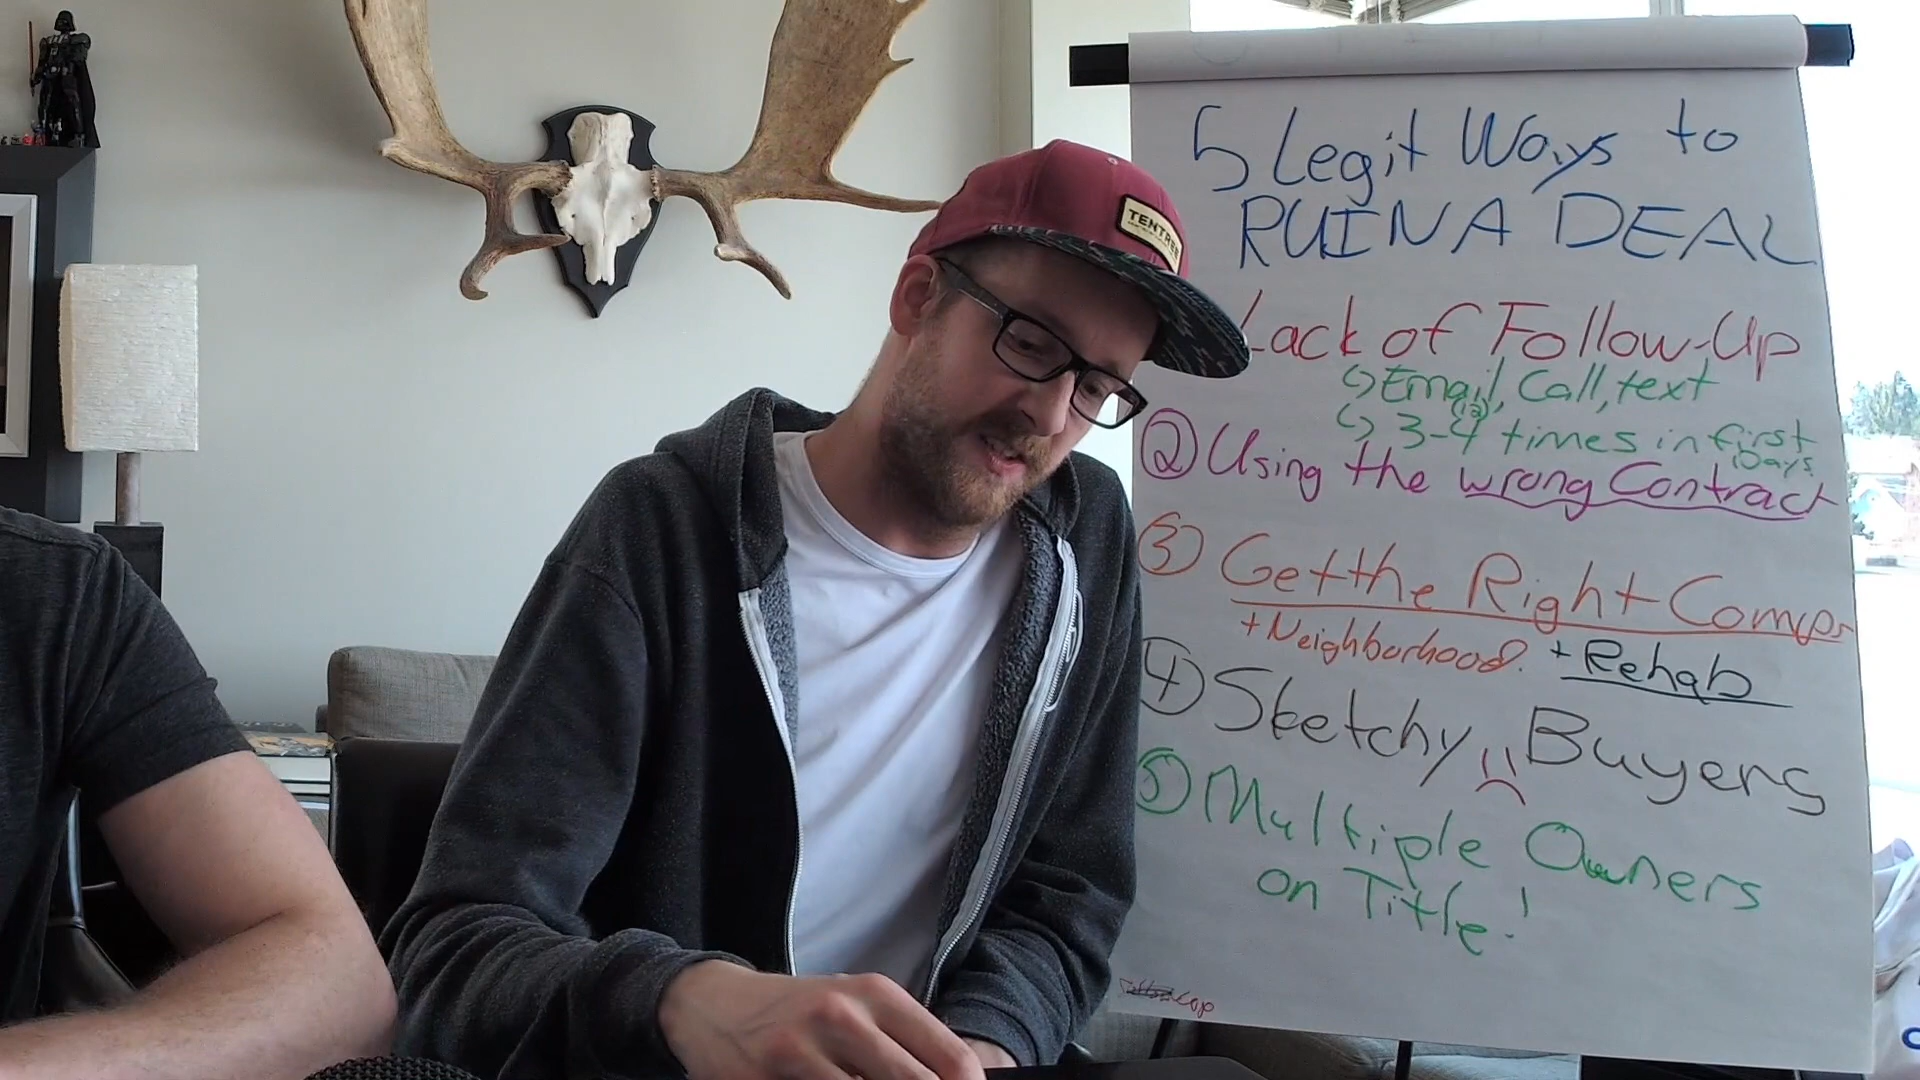 TENTREE
5 Legit Ways to
RUIN A DEAL
Lack of Follow-Up
↳ Email, Call, text
↳ 3-4 times in first
Days
② Using the wrong Contract
③ Get the Right Comps
+ Neighborhood. + Rehab
④ Sketchy Buyers
⑤ Multiple Owners
on Title!